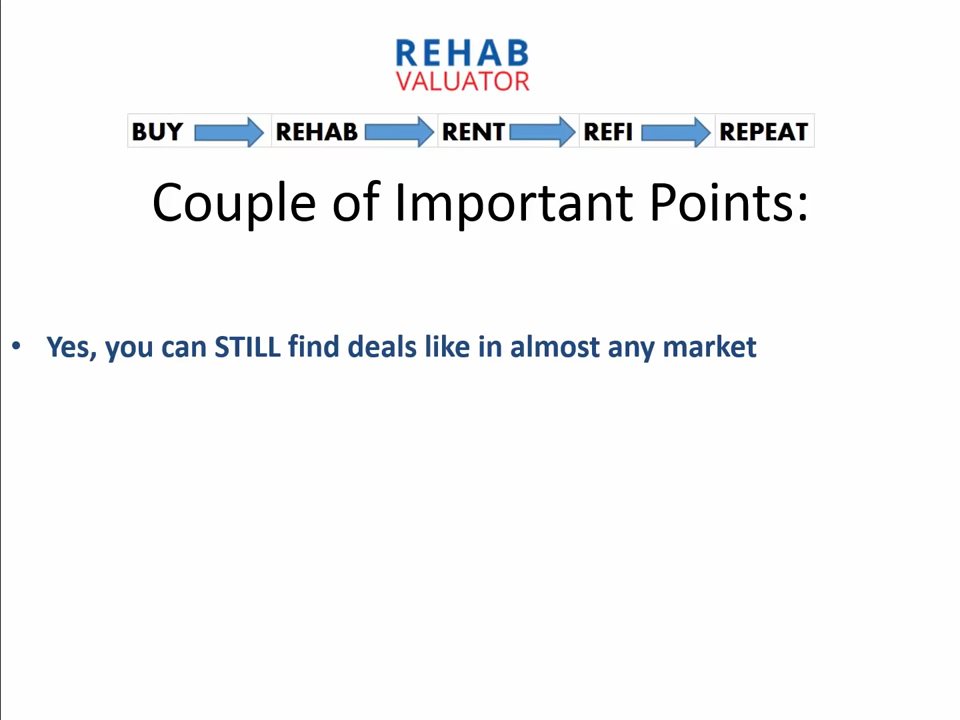 REHAB
VALUATOR
BUY REHAB RENT REFI REPEAT
Couple of Important Points:
• Yes, you can STILL find deals like in almost any market